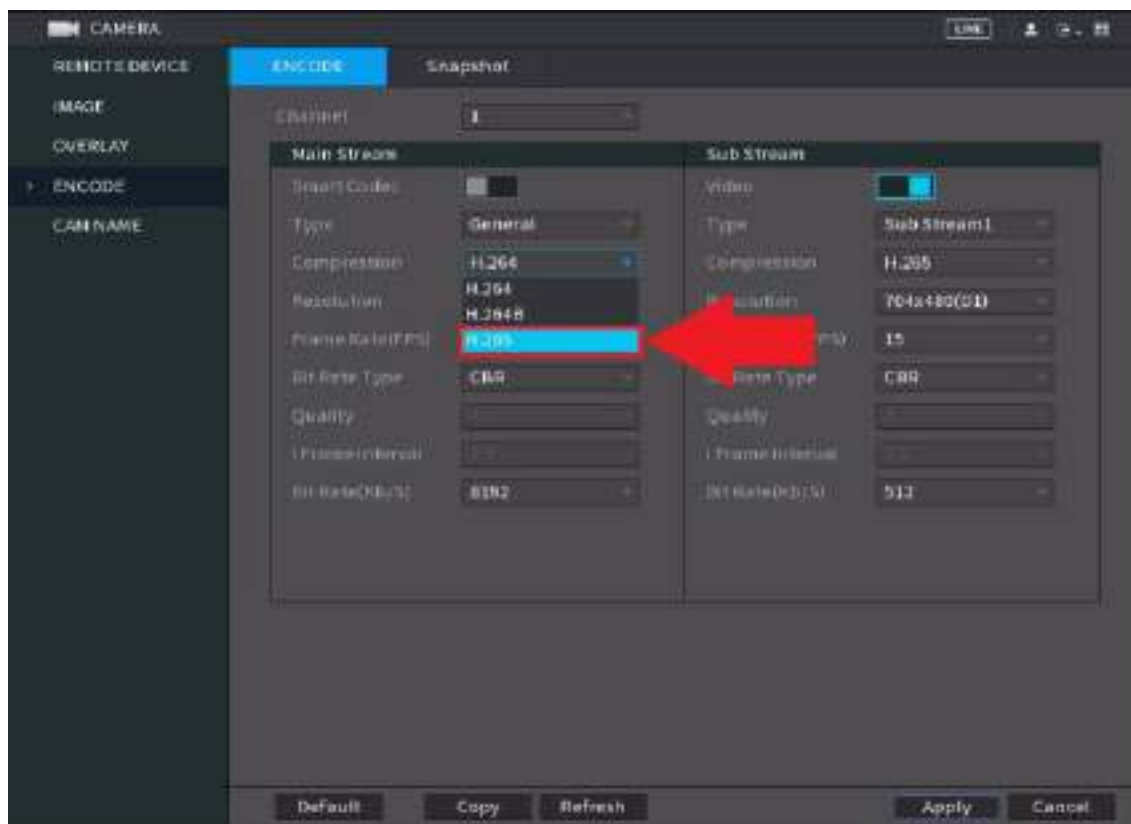 CAMERA LIVE
REMOTE DEVICE ENCODE Snapshot
IMAGE
Channel 1
OVERLAY
Main Stream Sub Stream
ENCODE
Smart Codec Video
CAM NAME
Type General Type Sub Stream1
Compression H.264 Compression H.265
H.264
Resolution Resolution 704x480(D1)
H.264B
Frame Rate(FPS) H.265 15
Bit Rate Type CBR Bit Rate Type CBR
Quality Quality
I Frame Interval I Frame Interval
Bit Rate(Kb/S) 8192 Bit Rate(Kb/S) 512
Default Copy Refresh Apply Cancel